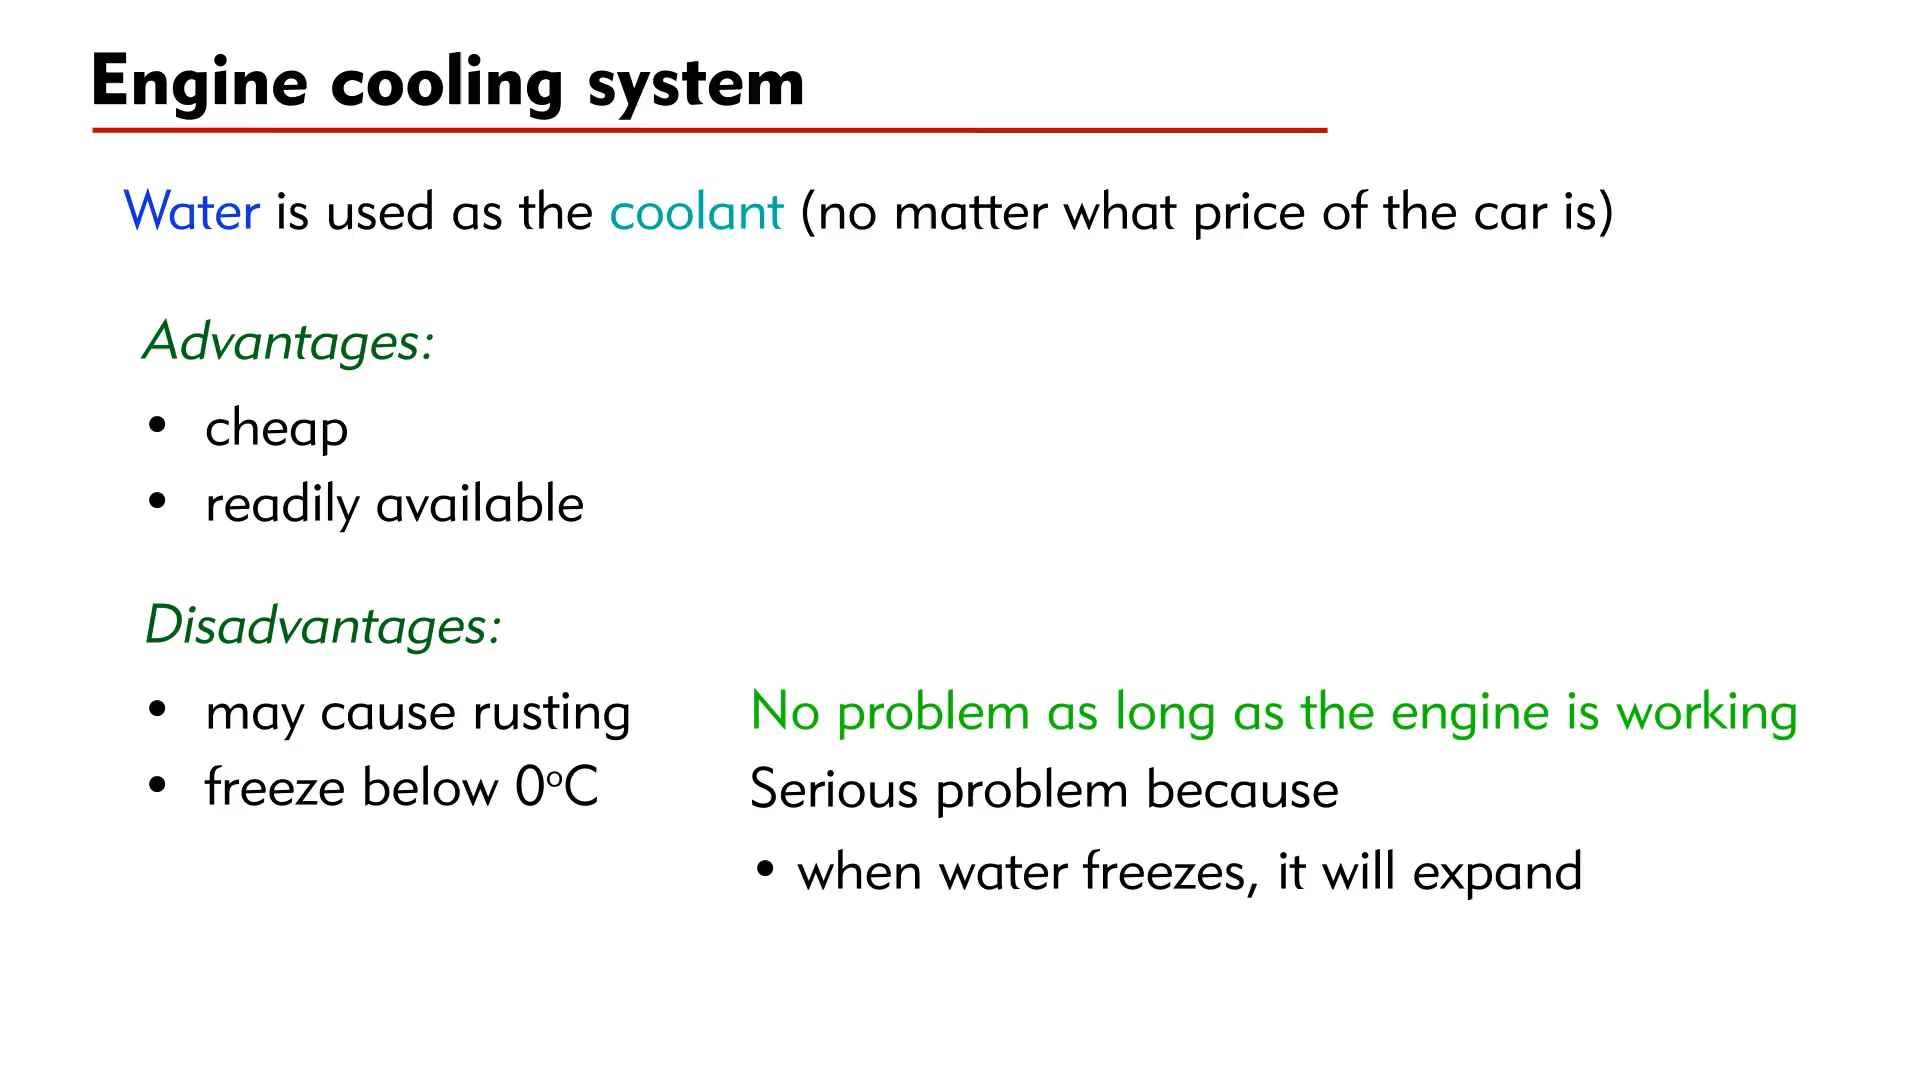 Engine cooling system
Water is used as the coolant (no matter what price of the car is)
Advantages:
• cheap
• readily available
Disadvantages:
• may cause rusting No problem as long as the engine is working
• freeze below 0ºC Serious problem because
• when water freezes, it will expand